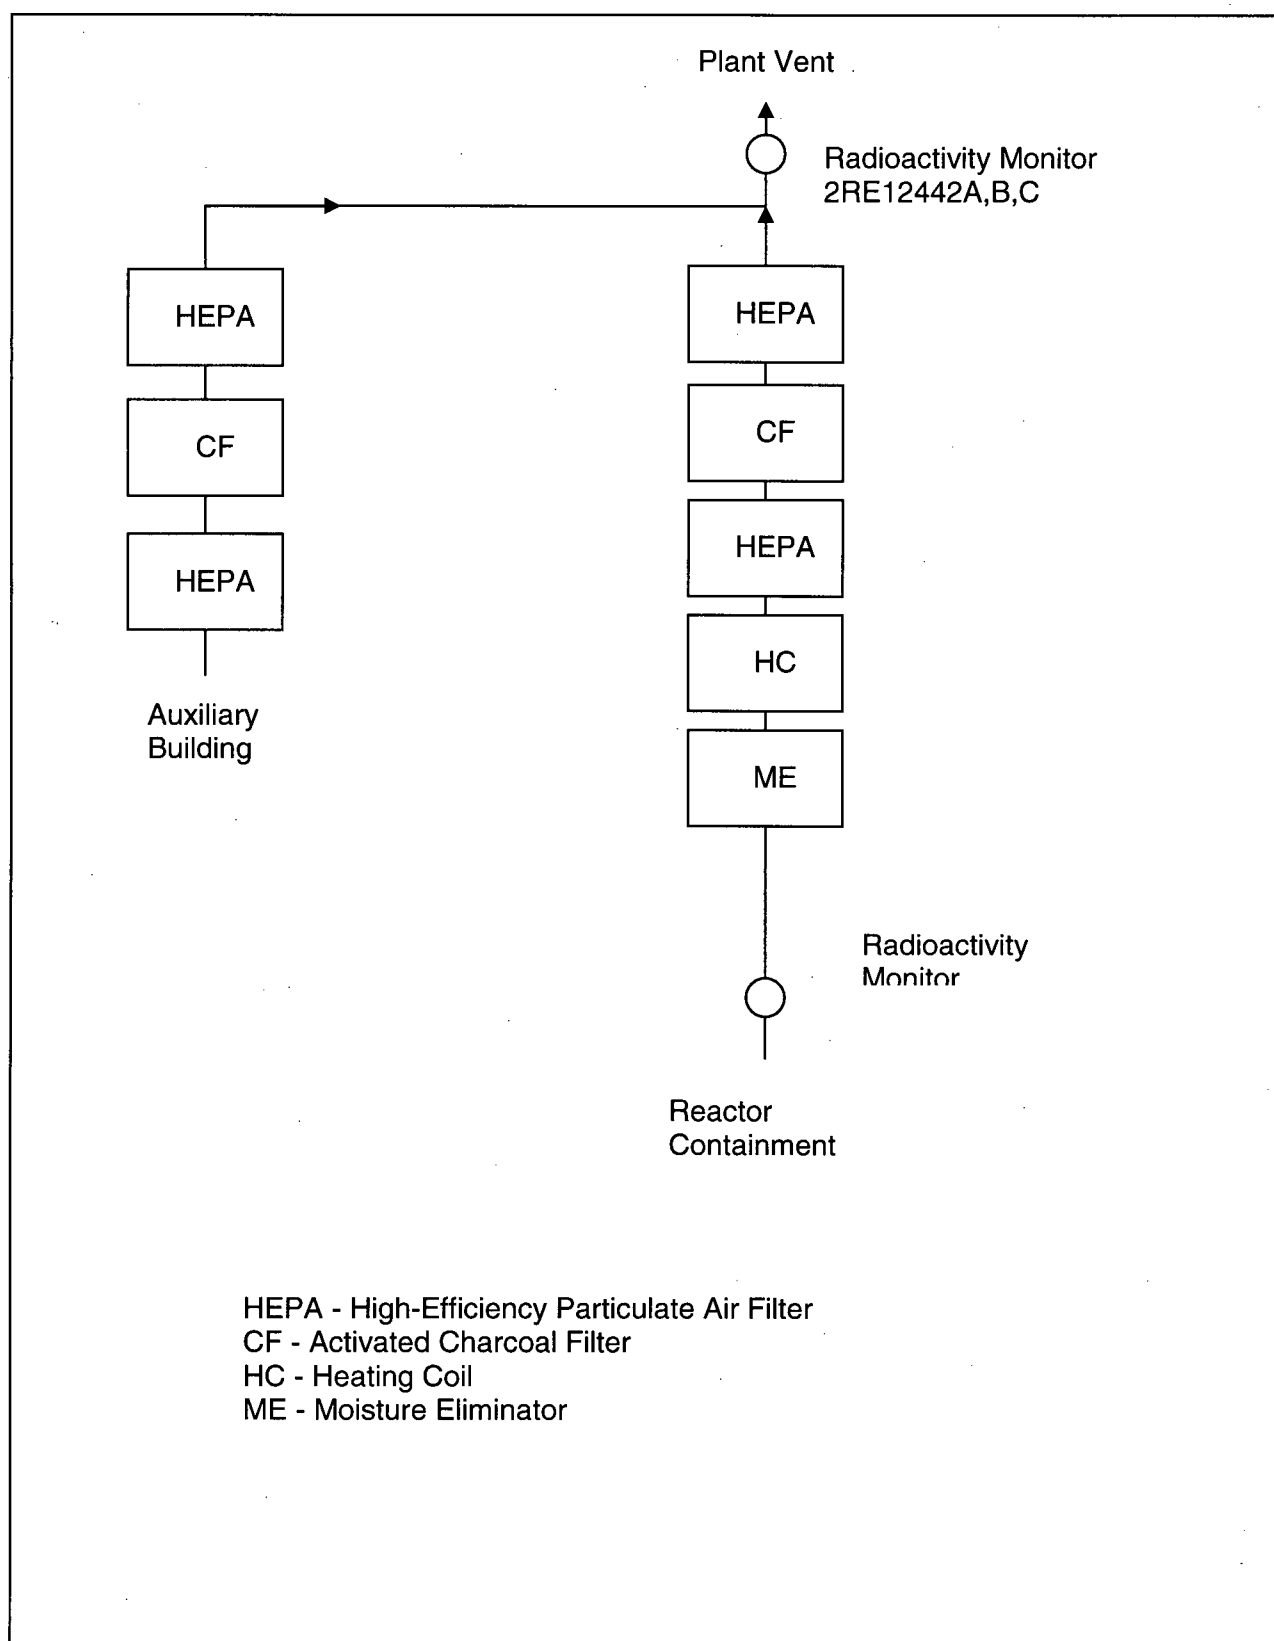 Plant Vent
Radioactivity Monitor
2RE12442A,B,C
HEPA
CF
HEPA
Auxiliary
Building
HEPA
CF
HEPA
HC
ME
Radioactivity
Monitor
Reactor
Containment
HEPA - High-Efficiency Particulate Air Filter
CF - Activated Charcoal Filter
HC - Heating Coil
ME - Moisture Eliminator